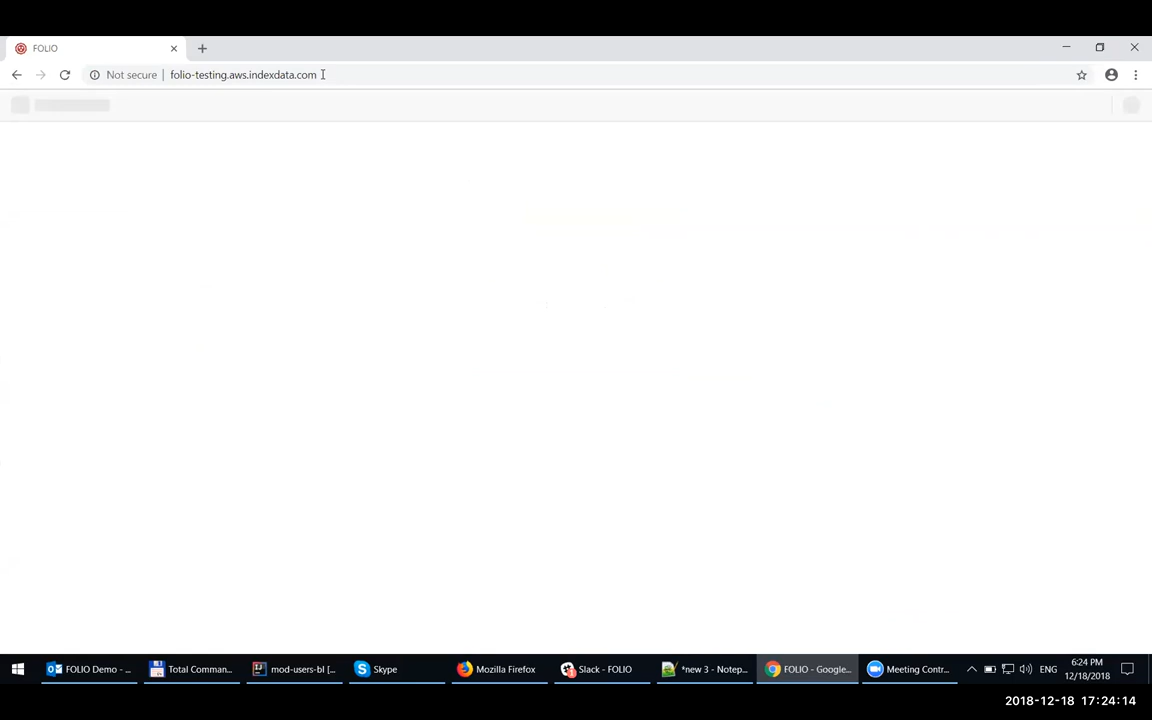 FOLIO
Not secure folio-testing.aws.indexdata.com
FOLIO Demo - ...
Total Comman...
mod-users-bl [...
Skype
Mozilla Firefox
Slack - FOLIO
*new 3 - Notep...
FOLIO - Google...
Meeting Contr...
ENG
6:24 PM
12/18/2018
2018-12-18 17:24:14